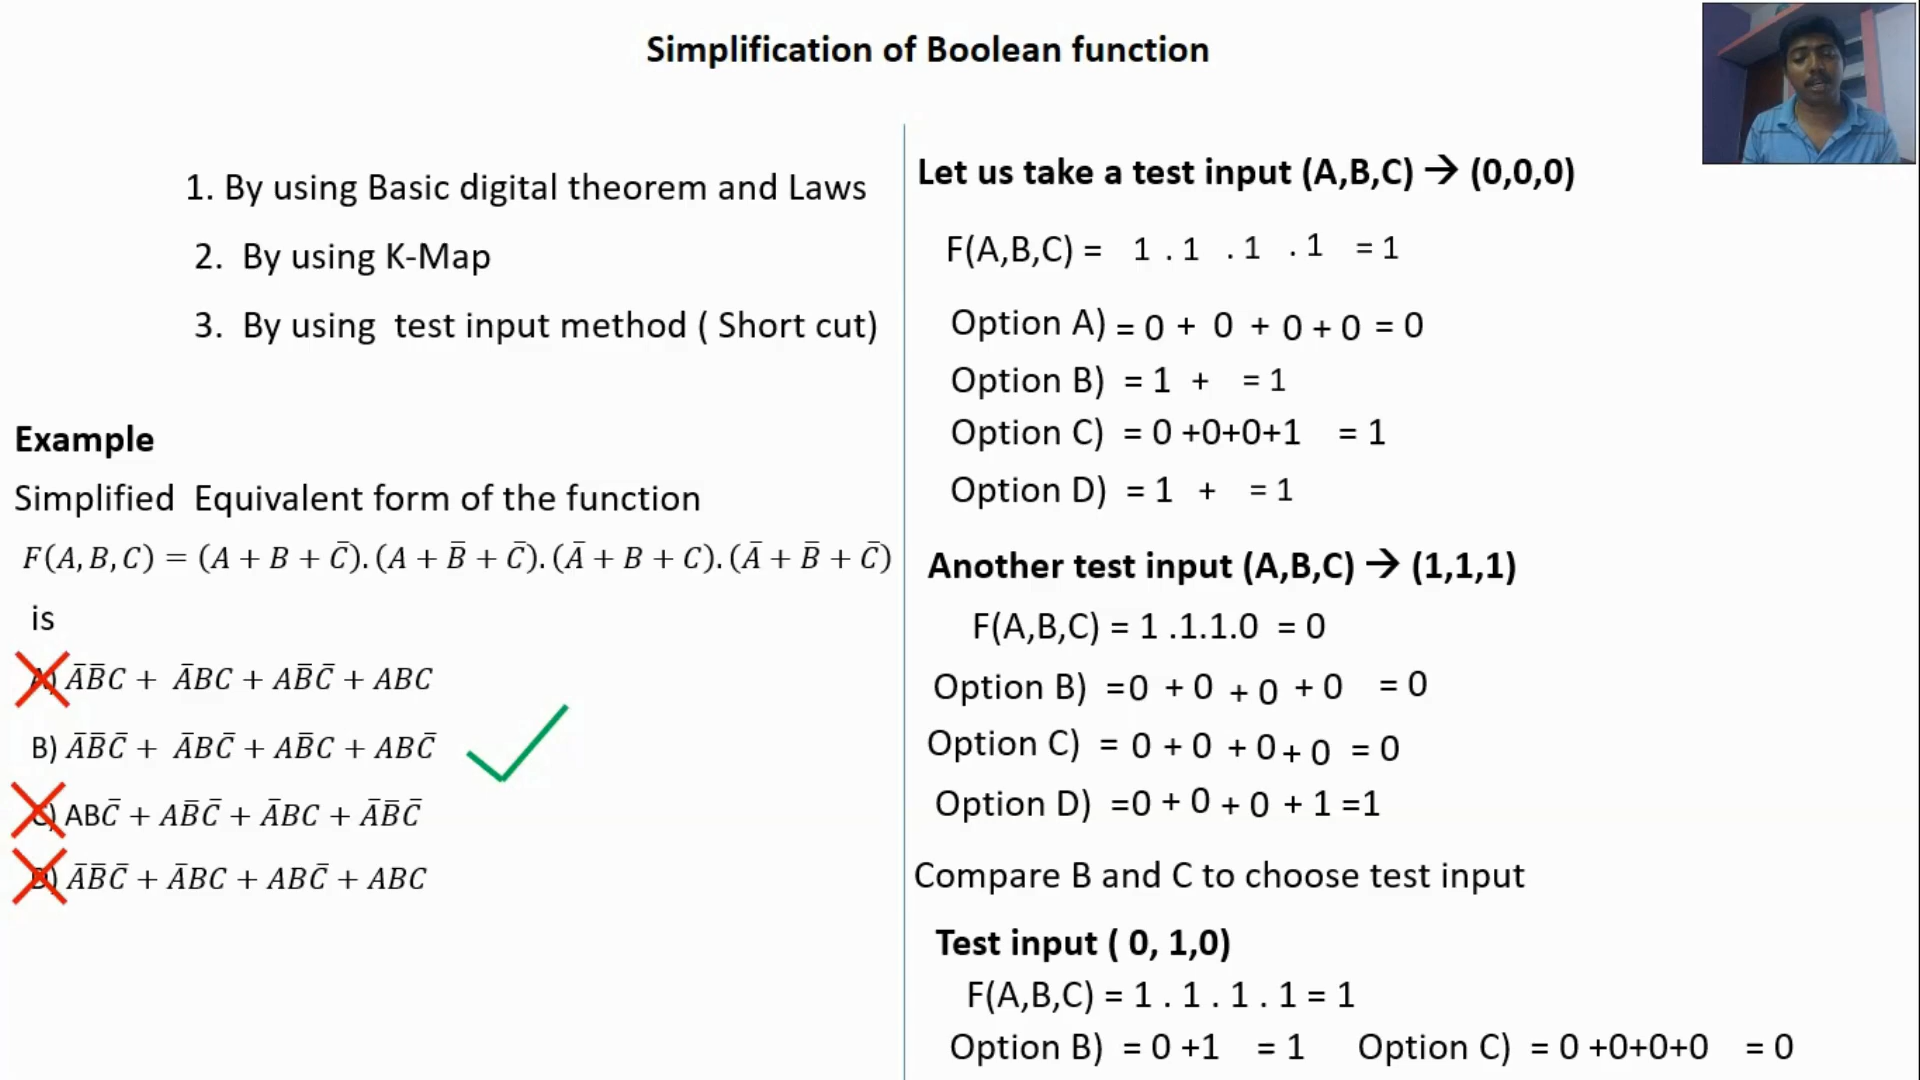 Simplification of Boolean function
1. By using Basic digital theorem and Laws
2. By using K-Map
3. By using test input method ( Short cut)
Example
Simplified Equivalent form of the function
F(A, B, C) = (A + B + C̄). (A + B̄ + C̄). (Ā + B + C). (Ā + B̄ + C̄)
is
A) ĀB̄C + ĀBC + AB̄C̄ + ABC
B) ĀB̄C̄ + ĀBC̄ + AB̄C + ABC̄
C) ABC̄ + AB̄C̄ + ĀBC + ĀB̄C̄
D) ĀB̄C̄ + ĀBC + ABC̄ + ABC
Let us take a test input (A,B,C) → (0,0,0)
F(A,B,C) = 1 . 1 . 1 . 1 = 1
Option A) = 0 + 0 + 0 + 0 = 0
Option B) = 1 + = 1
Option C) = 0 +0+0+1 = 1
Option D) = 1 + = 1
Another test input (A,B,C) → (1,1,1)
F(A,B,C) = 1 .1.1.0 = 0
Option B) =0 + 0 + 0 + 0 = 0
Option C) = 0 + 0 + 0 + 0 = 0
Option D) =0 + 0 + 0 + 1 =1
Compare B and C to choose test input
Test input ( 0, 1,0)
F(A,B,C) = 1 . 1 . 1 . 1 = 1
Option B) = 0 +1 = 1 Option C) = 0 +0+0+0 = 0